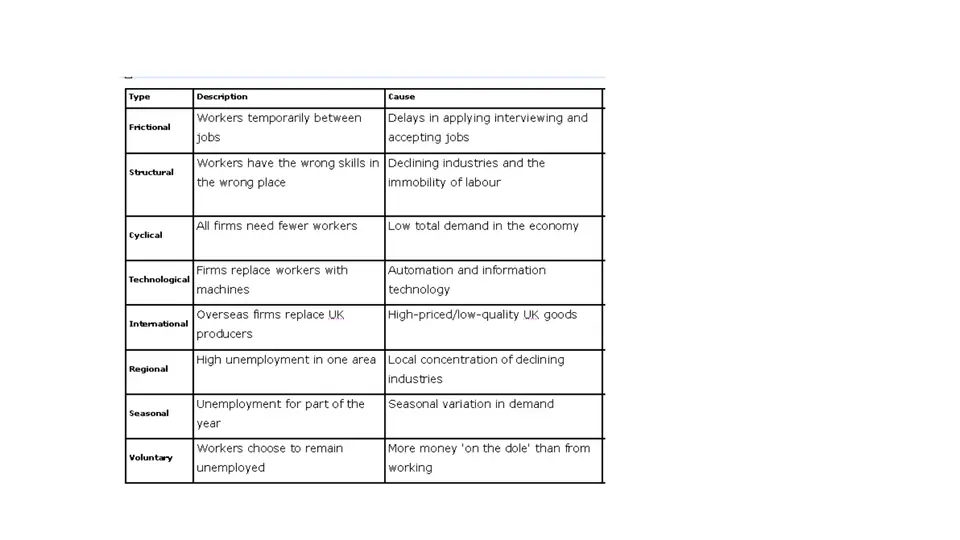 Type Description Cause
Frictional Workers temporarily between Delays in applying interviewing and
jobs accepting jobs
Structural Workers have the wrong skills in Declining industries and the
the wrong place immobility of labour
Cyclical All firms need fewer workers Low total demand in the economy
Technological Firms replace workers with Automation and information
machines technology
International Overseas firms replace UK High-priced/low-quality UK goods
producers
Regional High unemployment in one area Local concentration of declining
industries
Seasonal Unemployment for part of the Seasonal variation in demand
year
Voluntary Workers choose to remain More money 'on the dole' than from
unemployed working